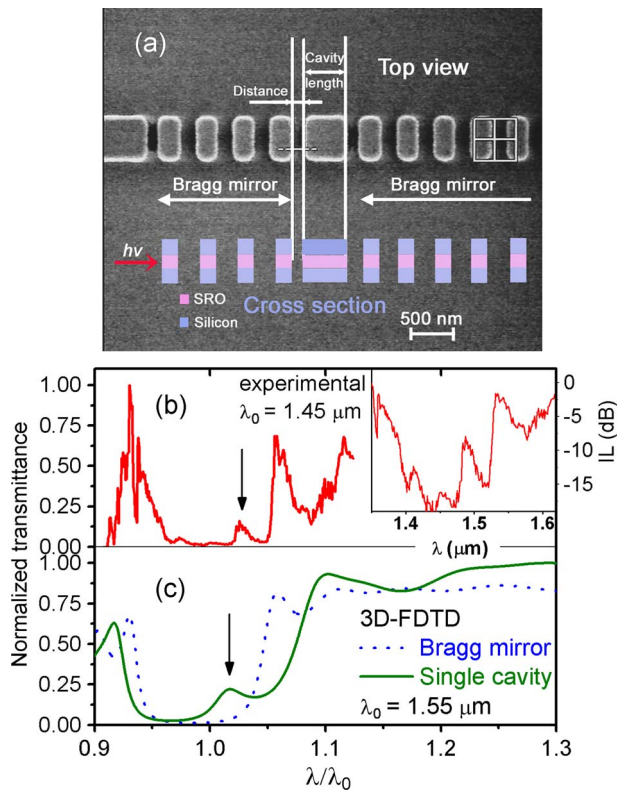 (a)
Cavity
length
Top view
Distance
Bragg mirror
Bragg mirror
hν
SRO
Silicon
Cross section
500 nm
Normalized transmittance
1.00
0.75
0.50
0.25
0.00
(b)
experimental
λ0 = 1.45 μm
0
-5
-10
-15
IL (dB)
1.4
1.5
1.6
λ (μm)
1.00
0.75
0.50
0.25
0.00
(c)
3D-FDTD
Bragg mirror
Single cavity
λ0 = 1.55 μm
0.9
1.0
1.1
1.2
1.3
λ/λ0